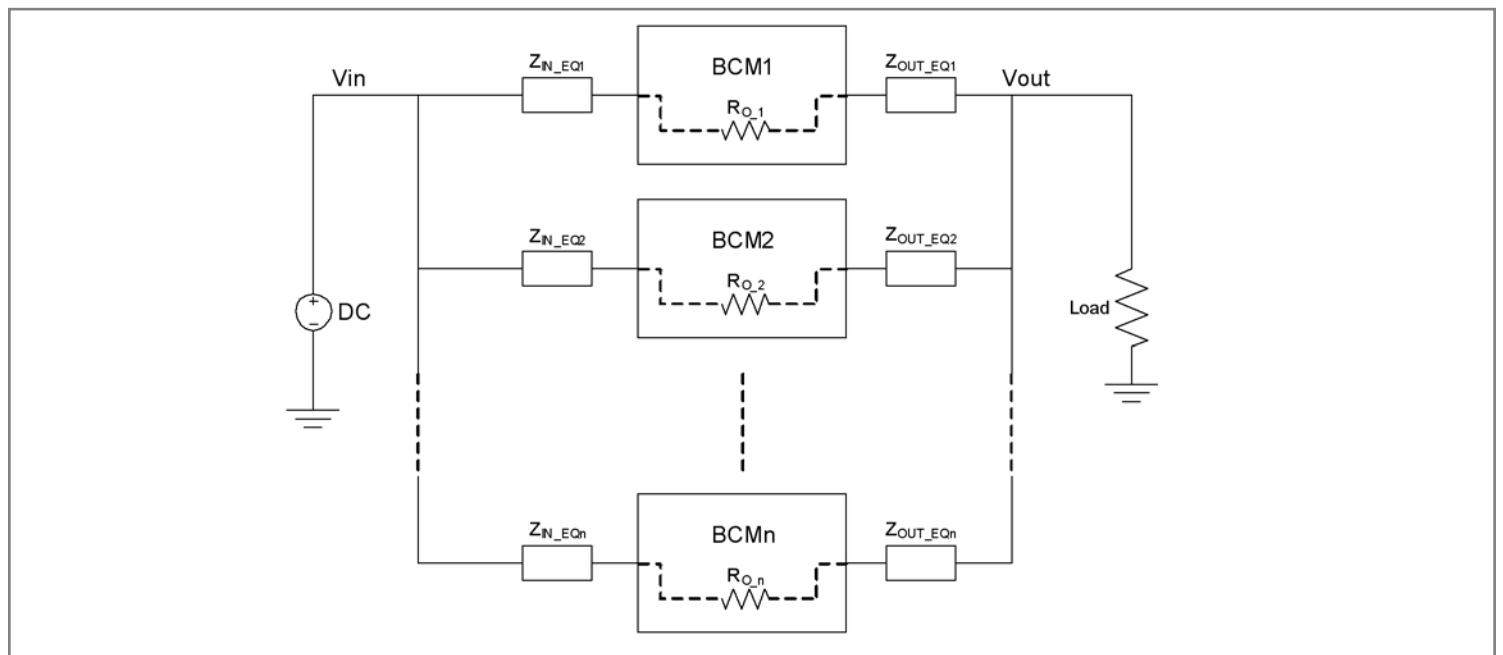 Vin
Z_IN_EQ1
BCM1
R_O_1
Z_OUT_EQ1
Vout
Z_IN_EQ2
BCM2
R_O_2
Z_OUT_EQ2
+
−
DC
Load
Z_IN_EQn
BCMn
R_O_n
Z_OUT_EQn